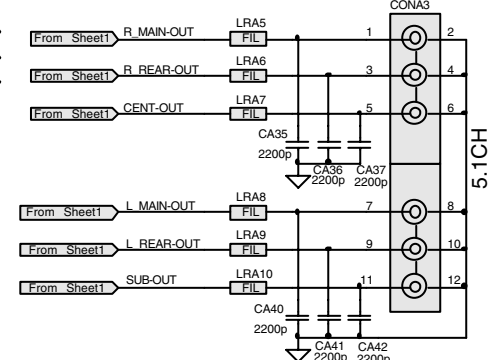 CONA3
From Sheet1 R_MAIN-OUT LRA5 FIL 1 2
From Sheet1 R_REAR-OUT LRA6 FIL 3 4
From Sheet1 CENT-OUT LRA7 FIL 5 6
CA35
2200p
CA36
2200p
CA37
2200p
5.1CH
From Sheet1 L_MAIN-OUT LRA8 FIL 7 8
From Sheet1 L_REAR-OUT LRA9 FIL 9 10
From Sheet1 SUB-OUT LRA10 FIL 11 12
CA40
2200p
CA41
2200p
CA42
2200p